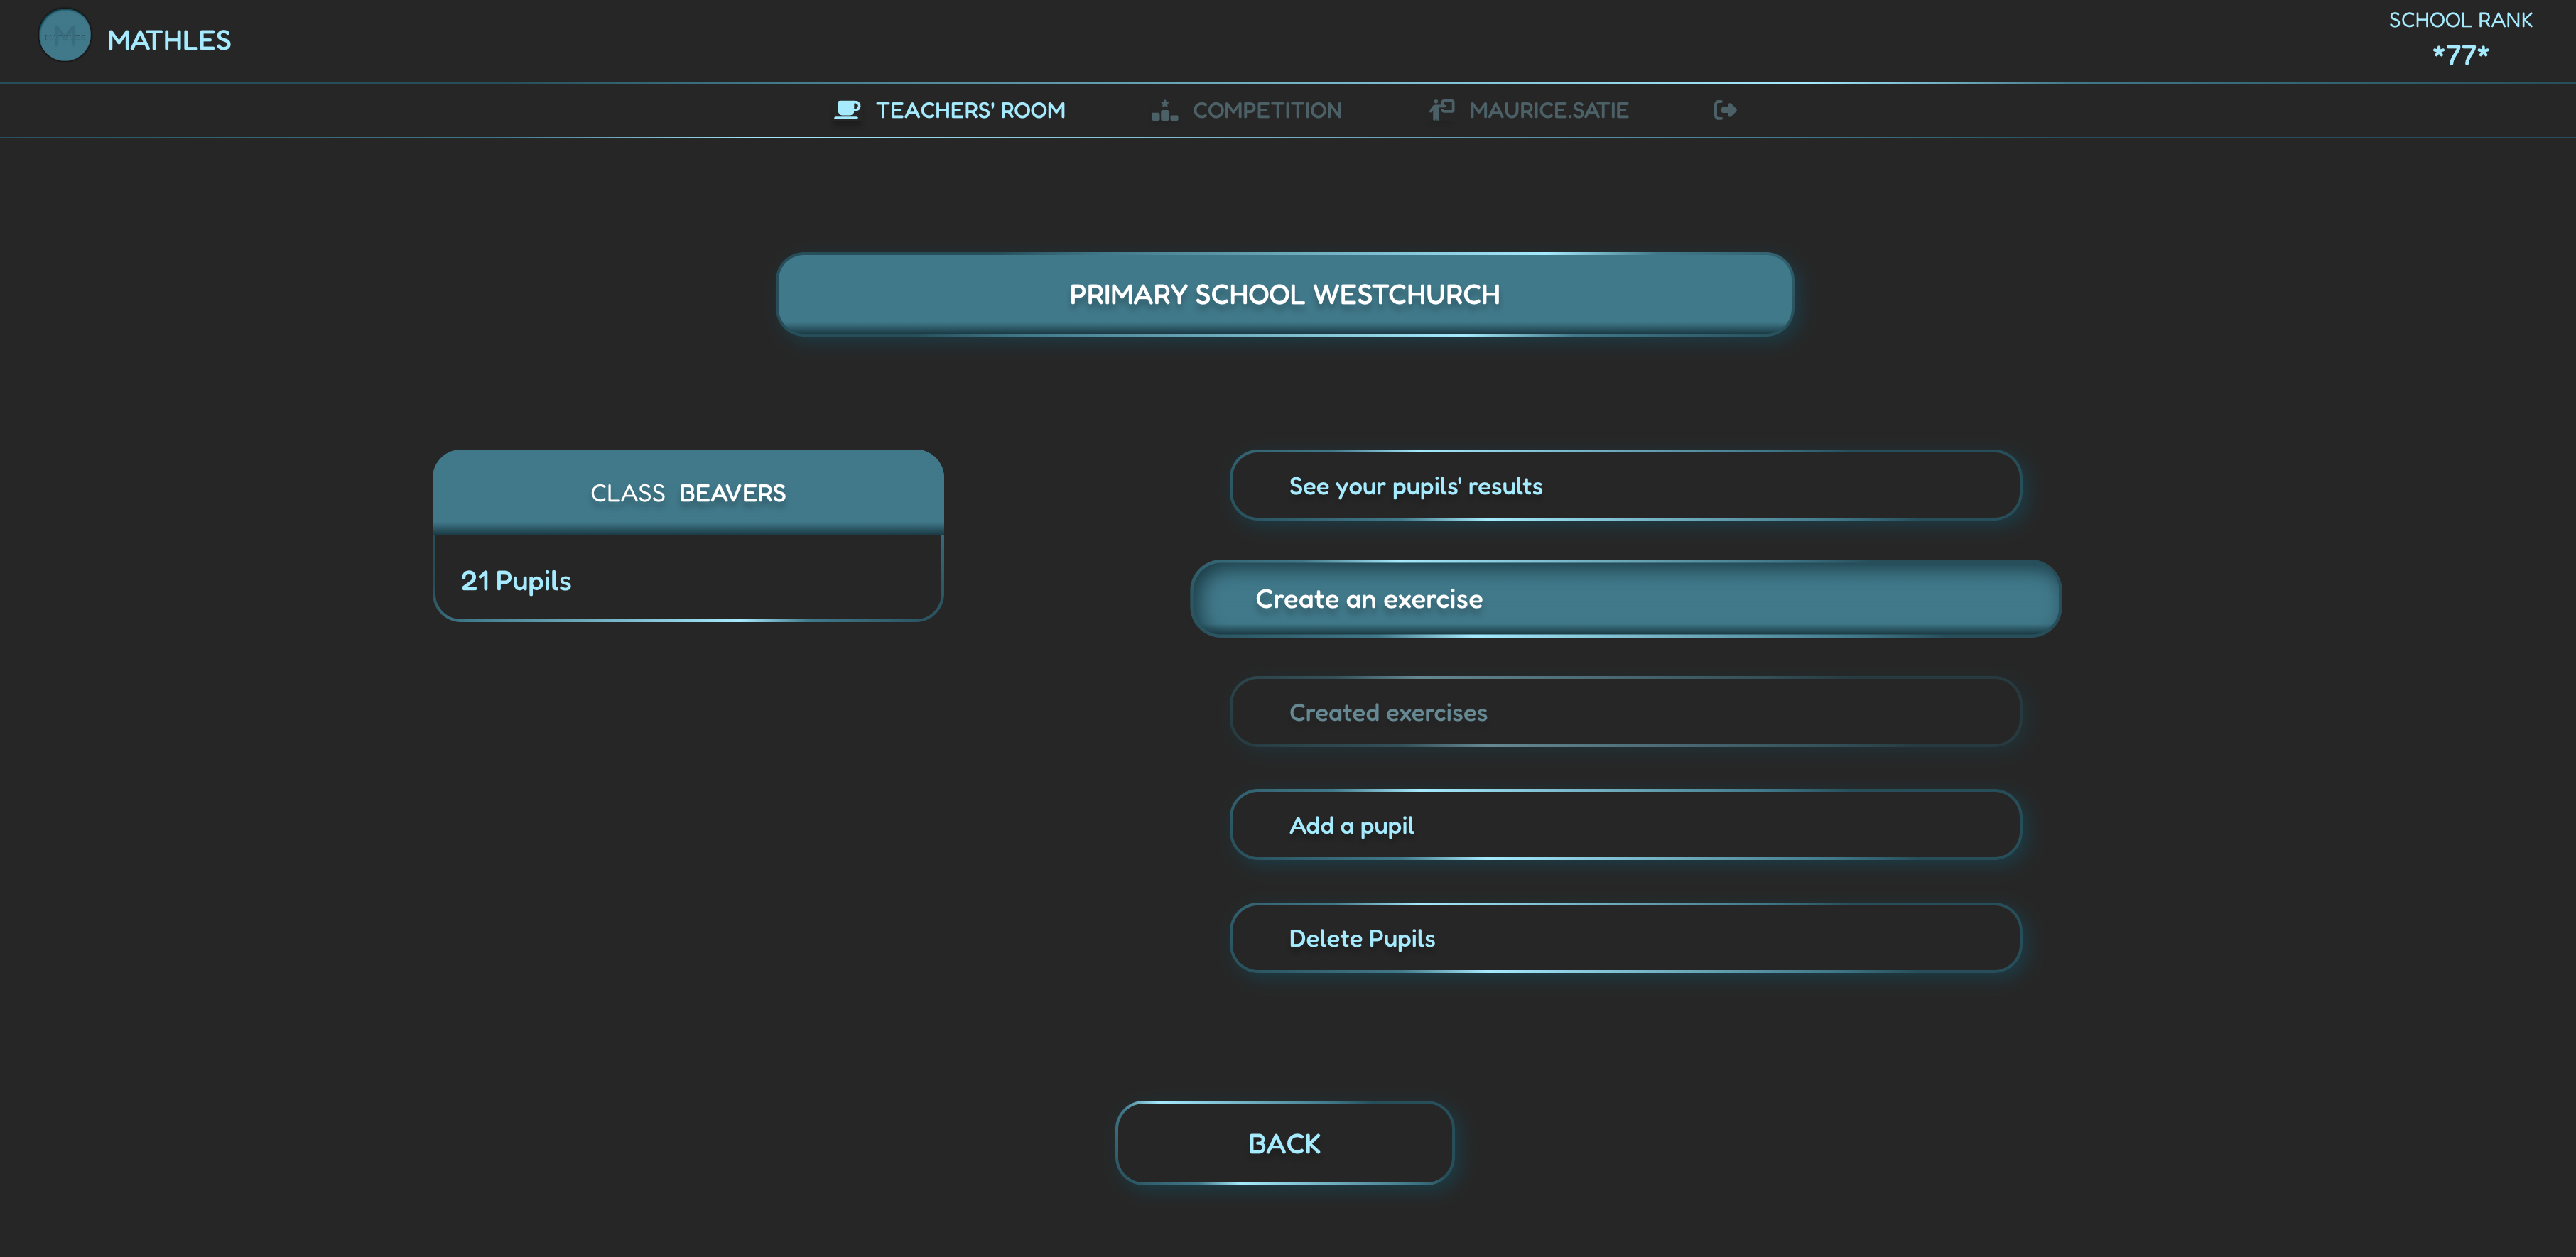 MATHLES
SCHOOL RANK
*77*
TEACHERS' ROOM
COMPETITION
MAURICE.SATIE
PRIMARY SCHOOL WESTCHURCH
CLASS BEAVERS
21 Pupils
See your pupils' results
Create an exercise
Created exercises
Add a pupil
Delete Pupils
BACK